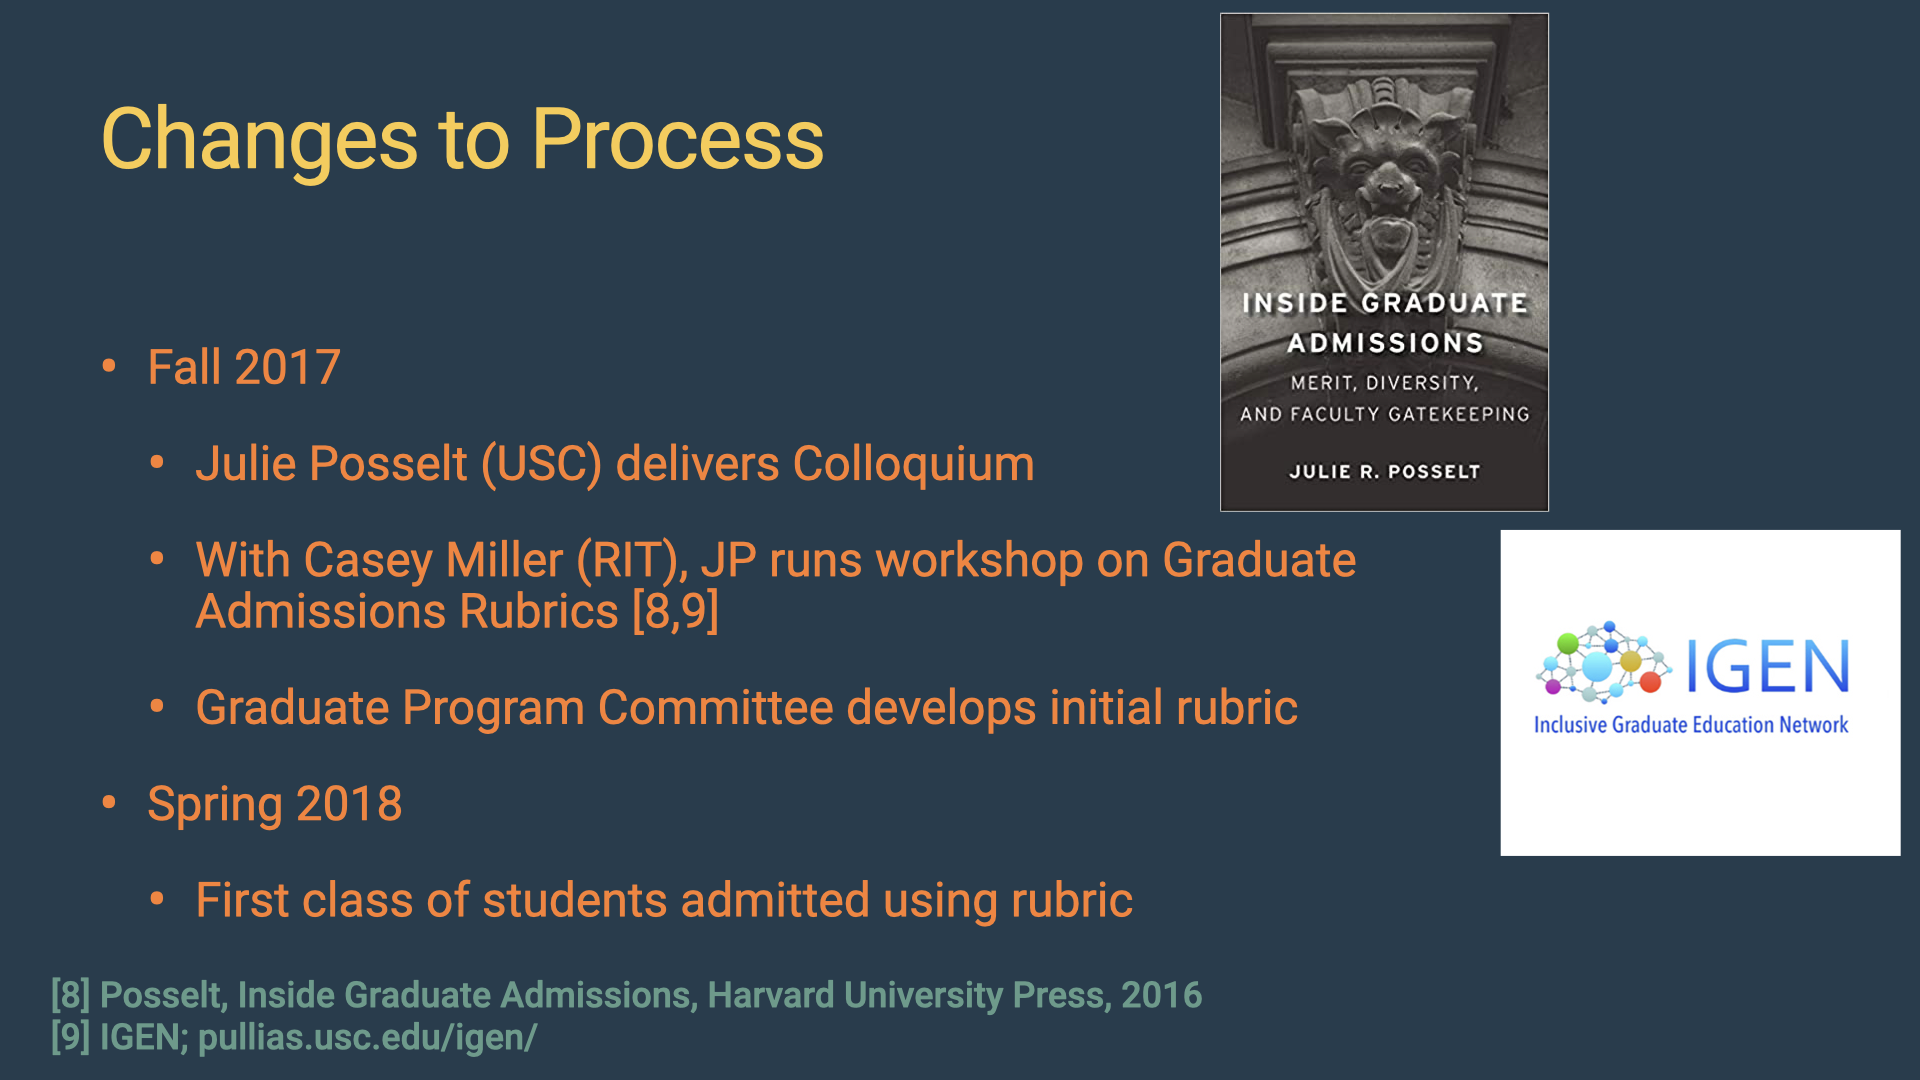 Changes to Process
• Fall 2017
• Julie Posselt (USC) delivers Colloquium
• With Casey Miller (RIT), JP runs workshop on Graduate
Admissions Rubrics [8,9]
• Graduate Program Committee develops initial rubric
• Spring 2018
• First class of students admitted using rubric
[8] Posselt, Inside Graduate Admissions, Harvard University Press, 2016
[9] IGEN; pullias.usc.edu/igen/
INSIDE GRADUATE
ADMISSIONS
MERIT, DIVERSITY,
AND FACULTY GATEKEEPING
JULIE R. POSSELT
IGEN
Inclusive Graduate Education Network